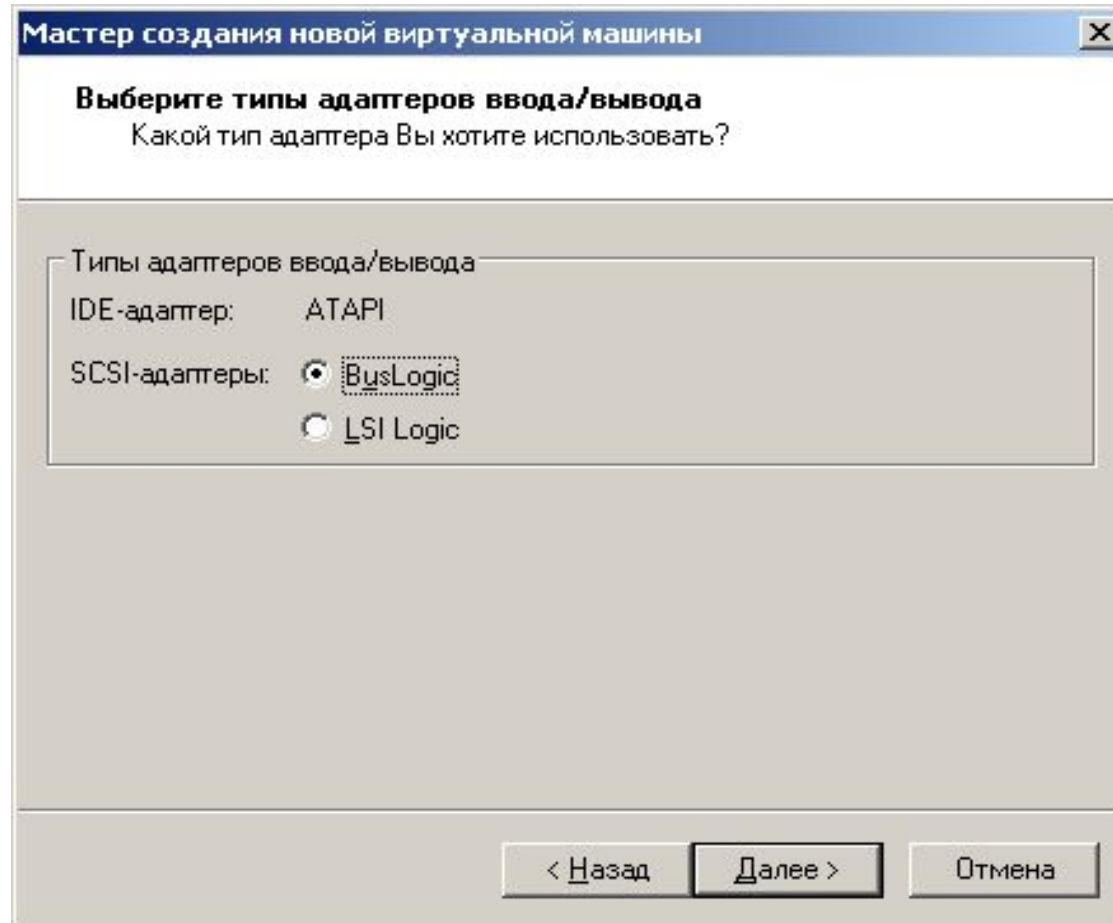 Мастер создания новой виртуальной машины
Выберите типы адаптеров ввода/вывода
Какой тип адаптера Вы хотите использовать?
Типы адаптеров ввода/вывода
IDE-адаптер: ATAPI
SCSI-адаптеры: BusLogic
LSI Logic
< Назад Далее > Отмена